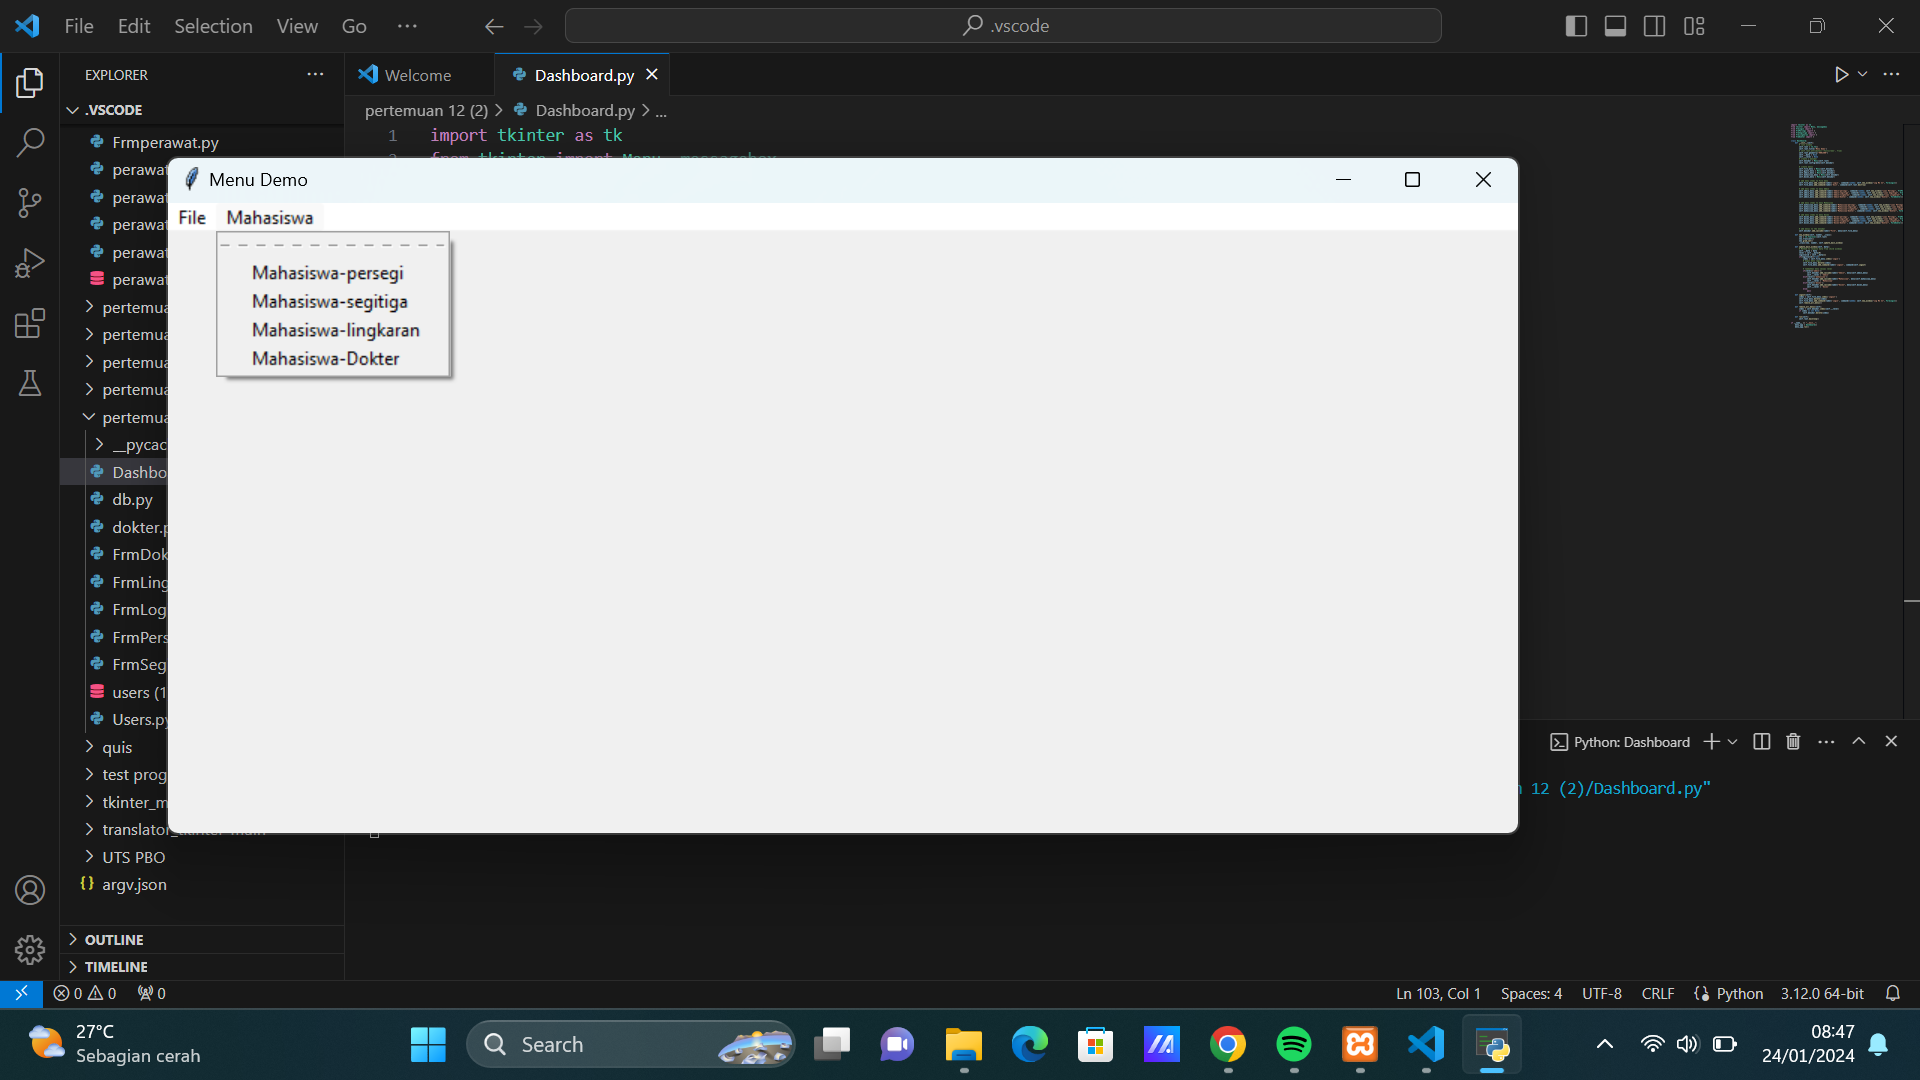 File Edit Selection View Go
.vscode
EXPLORER
Welcome
Dashboard.py
.VSCODE
pertemuan 12 (2) > Dashboard.py > ...
Frmperawat.py
1 import tkinter as tk
perawat
perawat
perawat
perawat
perawat
pertemua
pertemua
pertemua
pertemua
pertemua
__pycac
Dashbo
db.py
dokter.p
FrmDok
FrmLing
FrmLog
FrmPers
FrmSeg
users (1
Users.py
quis
test prog
tkinter_m
UTS PBO
argv.json
OUTLINE
TIMELINE
Menu Demo
File Mahasiswa
Mahasiswa-persegi
Mahasiswa-segitiga
Mahasiswa-lingkaran
Mahasiswa-Dokter
Python: Dashboard
12 (2)/Dashboard.py"
0 0 0
Ln 103, Col 1 Spaces: 4 UTF-8 CRLF Python 3.12.0 64-bit
27°C
Sebagian cerah
Search
08:47
24/01/2024